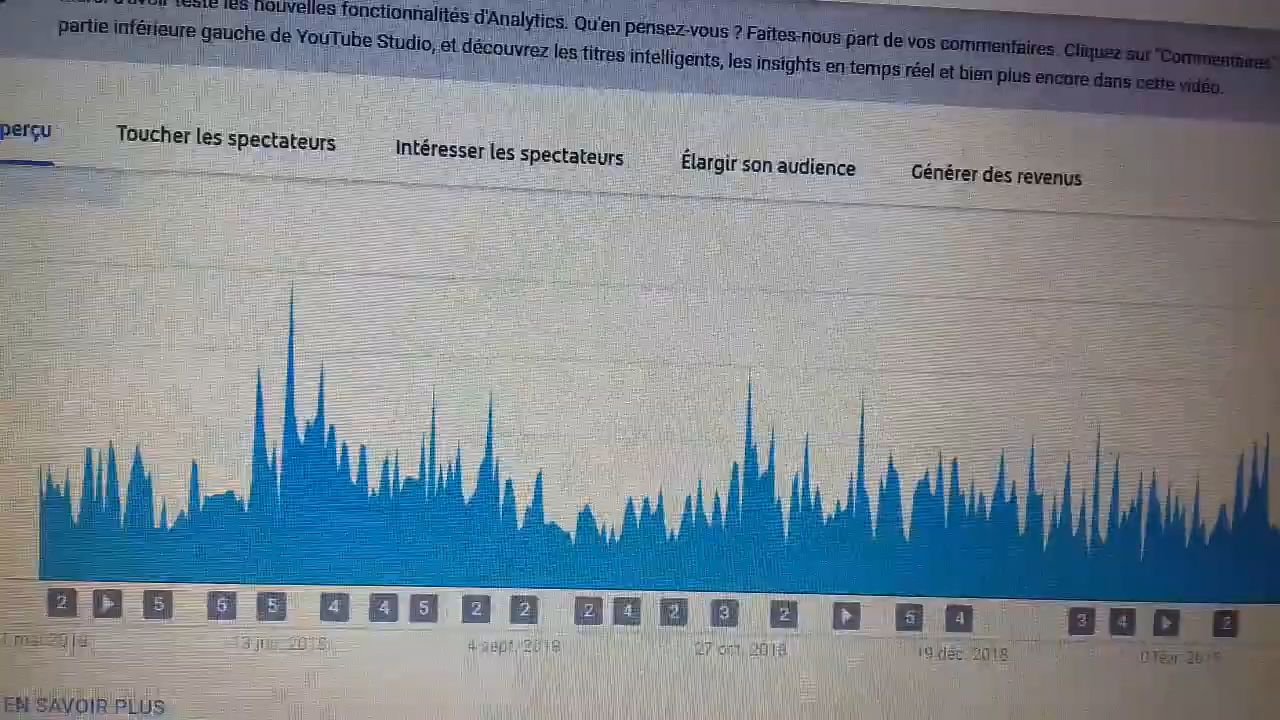 les nouvelles fonctionnalités d'Analytics. Qu'en pensez-vous ? Faites-nous part de vos commentaires. Cliquez sur "Commentaires"
partie inférieure gauche de YouTube Studio, et découvrez les titres intelligents, les insights en temps réel et bien plus encore dans cette vidéo.
perçu Toucher les spectateurs Intéresser les spectateurs Élargir son audience Générer des revenus
2 5 5 5 4 4 5 2 2 2 4 2 3 2 5 4 3 4 2
4 sept. 2018 27 oct. 2018 19 déc. 2018
EN SAVOIR PLUS